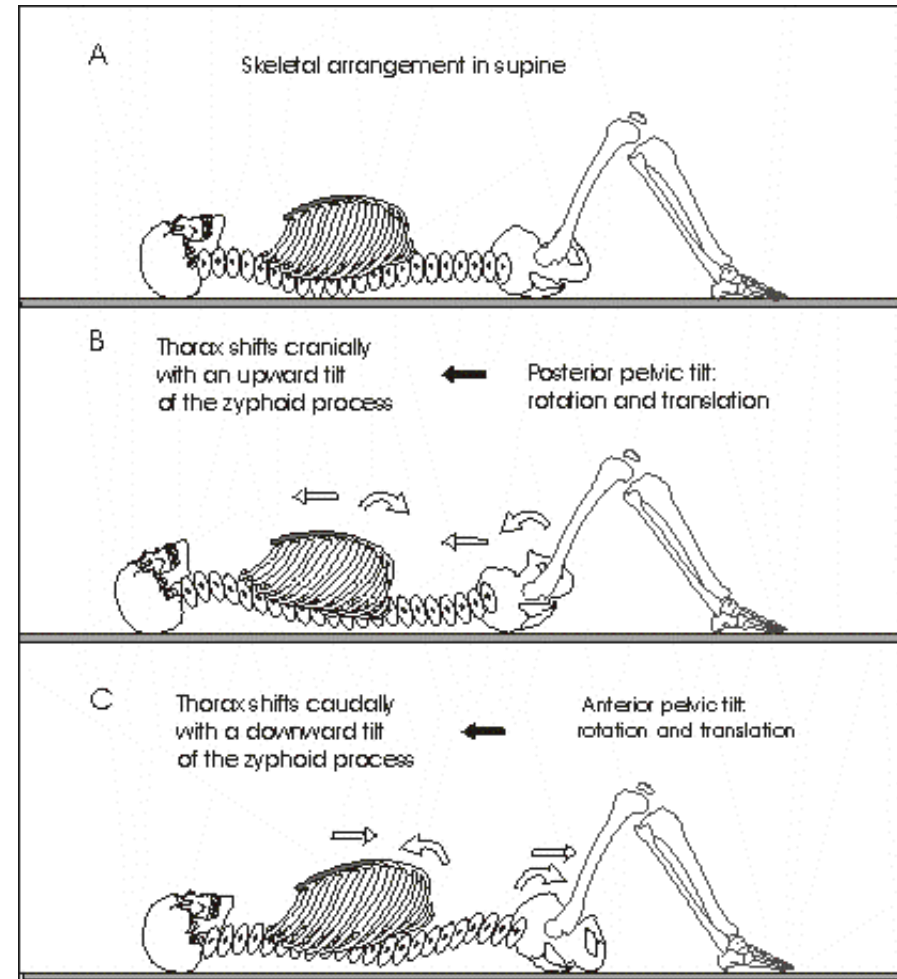 A
Skeletal arrangement in supine
B
Thorax shifts cranially
with an upward tilt
of the zyphoid process
Posterior pelvic tilt:
rotation and translation
C
Thorax shifts caudally
with a downward tilt
of the zyphoid process
Anterior pelvic tilt:
rotation and translation